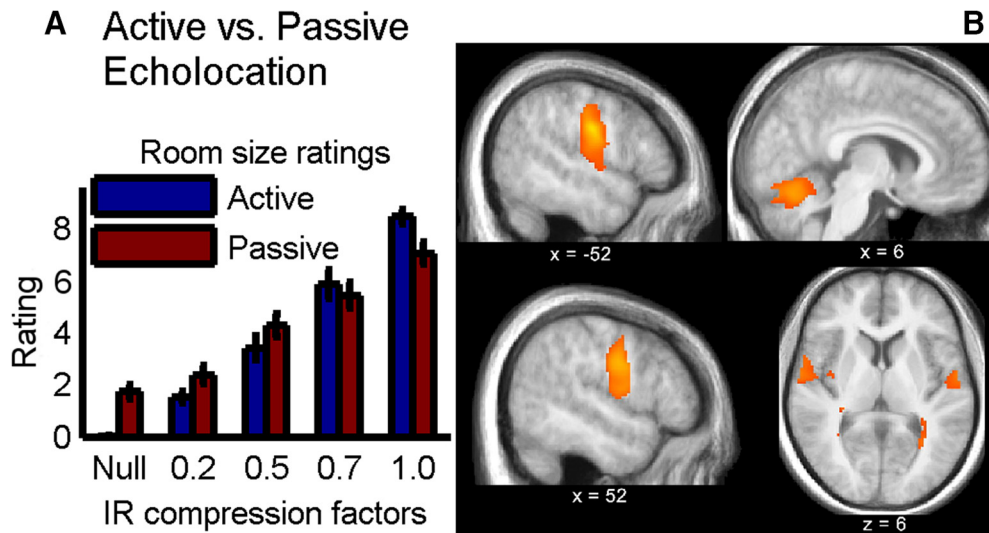 A
Active vs. Passive
Echolocation
Room size ratings
Active
Passive
Rating
8
6
4
2
0
Null 0.2 0.5 0.7 1.0
IR compression factors
B
x = -52
x = 6
x = 52
z = 6